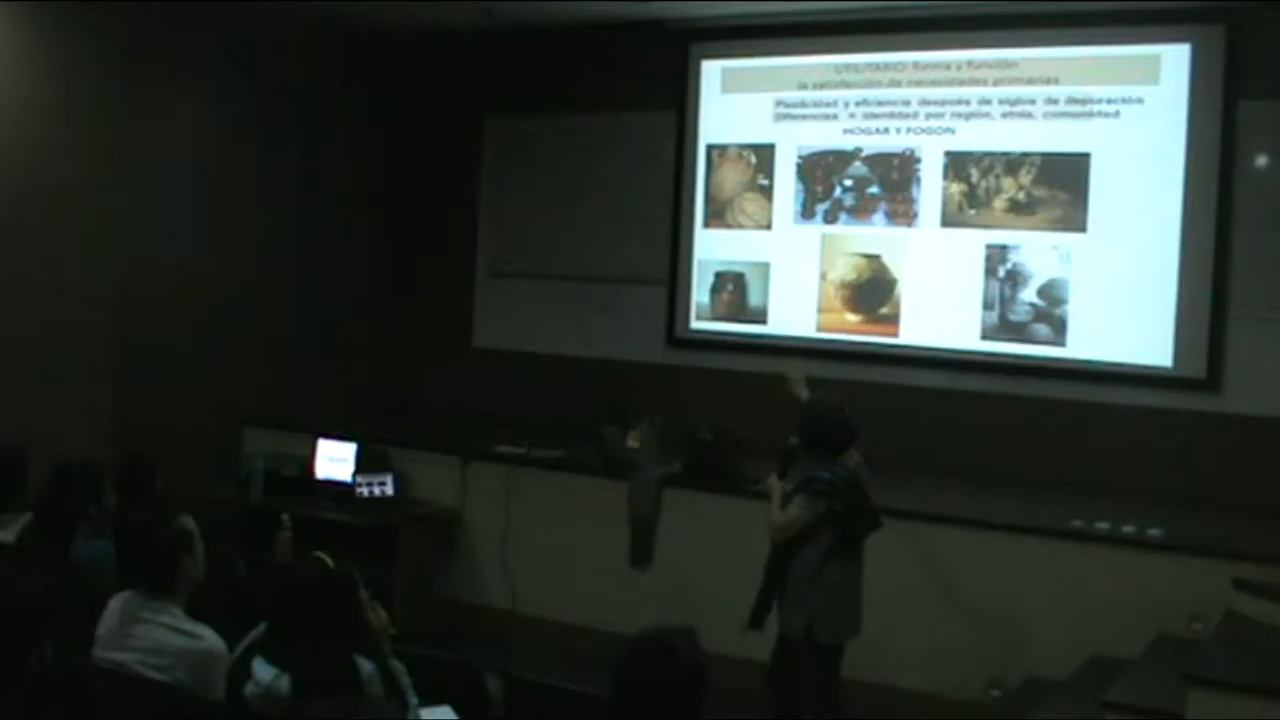 UTILITARIO: forma y función
la satisfacción de necesidades primarias
Plasticidad y eficiencia después de siglos de depuración
Diferencias = identidad por región, etnia, comunidad
HOGAR Y FOGON